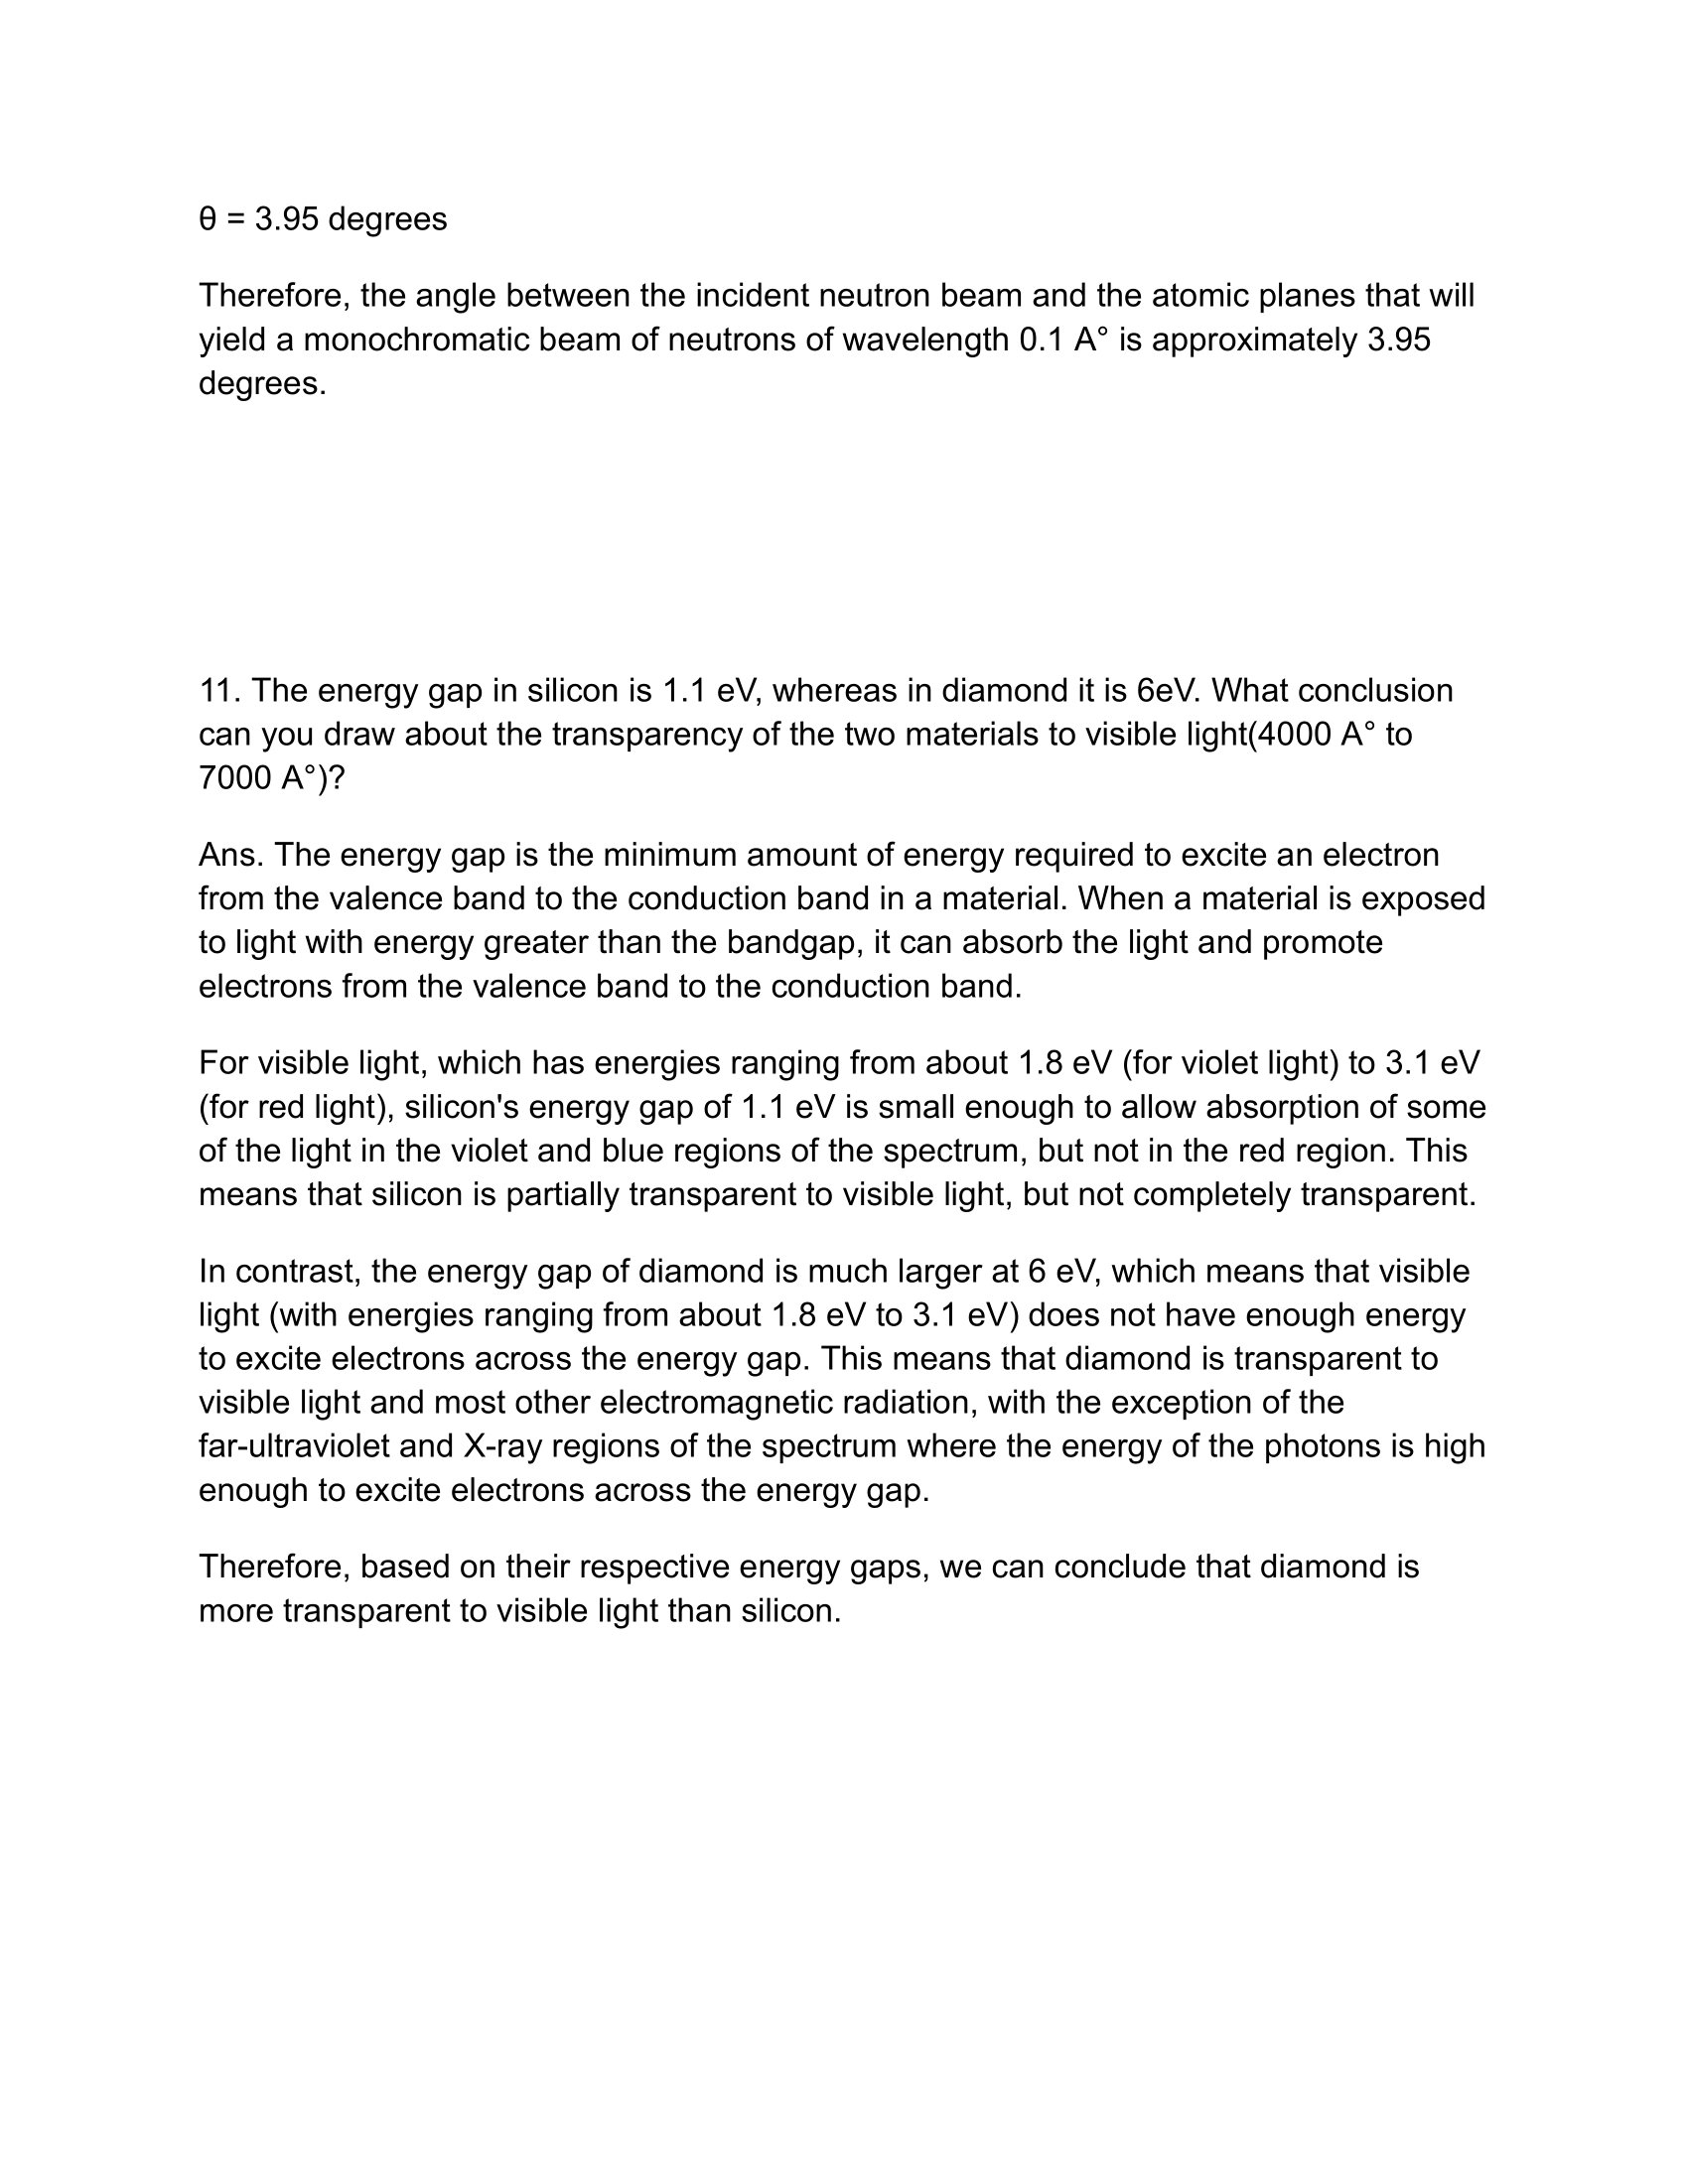 θ = 3.95 degrees
Therefore, the angle between the incident neutron beam and the atomic planes that will
yield a monochromatic beam of neutrons of wavelength 0.1 A° is approximately 3.95
degrees.
11. The energy gap in silicon is 1.1 eV, whereas in diamond it is 6eV. What conclusion
can you draw about the transparency of the two materials to visible light(4000 A° to
7000 A°)?
Ans. The energy gap is the minimum amount of energy required to excite an electron
from the valence band to the conduction band in a material. When a material is exposed
to light with energy greater than the bandgap, it can absorb the light and promote
electrons from the valence band to the conduction band.
For visible light, which has energies ranging from about 1.8 eV (for violet light) to 3.1 eV
(for red light), silicon's energy gap of 1.1 eV is small enough to allow absorption of some
of the light in the violet and blue regions of the spectrum, but not in the red region. This
means that silicon is partially transparent to visible light, but not completely transparent.
In contrast, the energy gap of diamond is much larger at 6 eV, which means that visible
light (with energies ranging from about 1.8 eV to 3.1 eV) does not have enough energy
to excite electrons across the energy gap. This means that diamond is transparent to
visible light and most other electromagnetic radiation, with the exception of the
far-ultraviolet and X-ray regions of the spectrum where the energy of the photons is high
enough to excite electrons across the energy gap.
Therefore, based on their respective energy gaps, we can conclude that diamond is
more transparent to visible light than silicon.